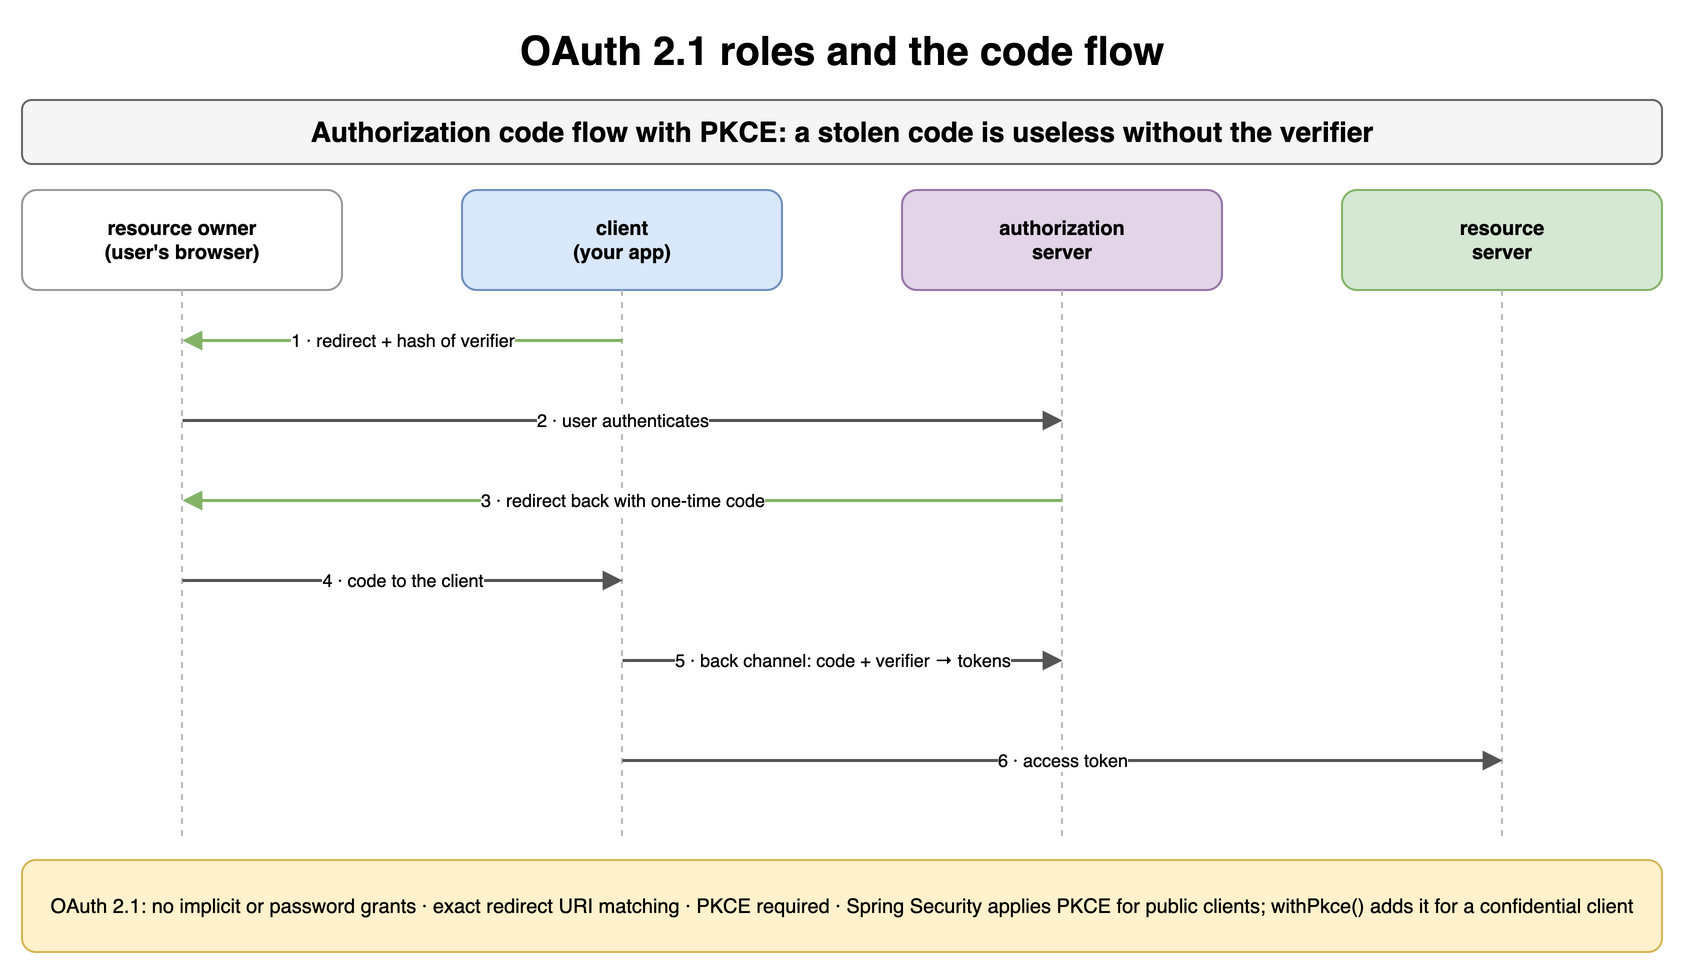 OAuth 2.1 roles and the code flow
Authorization code flow with PKCE: a stolen code is useless without the verifier
resource owner
(user's browser)
client
(your app)
authorization
server
resource
server
1 · redirect + hash of verifier
2 · user authenticates
3 · redirect back with one-time code
4 · code to the client
5 · back channel: code + verifier → tokens
6 · access token
OAuth 2.1: no implicit or password grants · exact redirect URI matching · PKCE required · Spring Security applies PKCE for public clients; withPkce() adds it for a confidential client